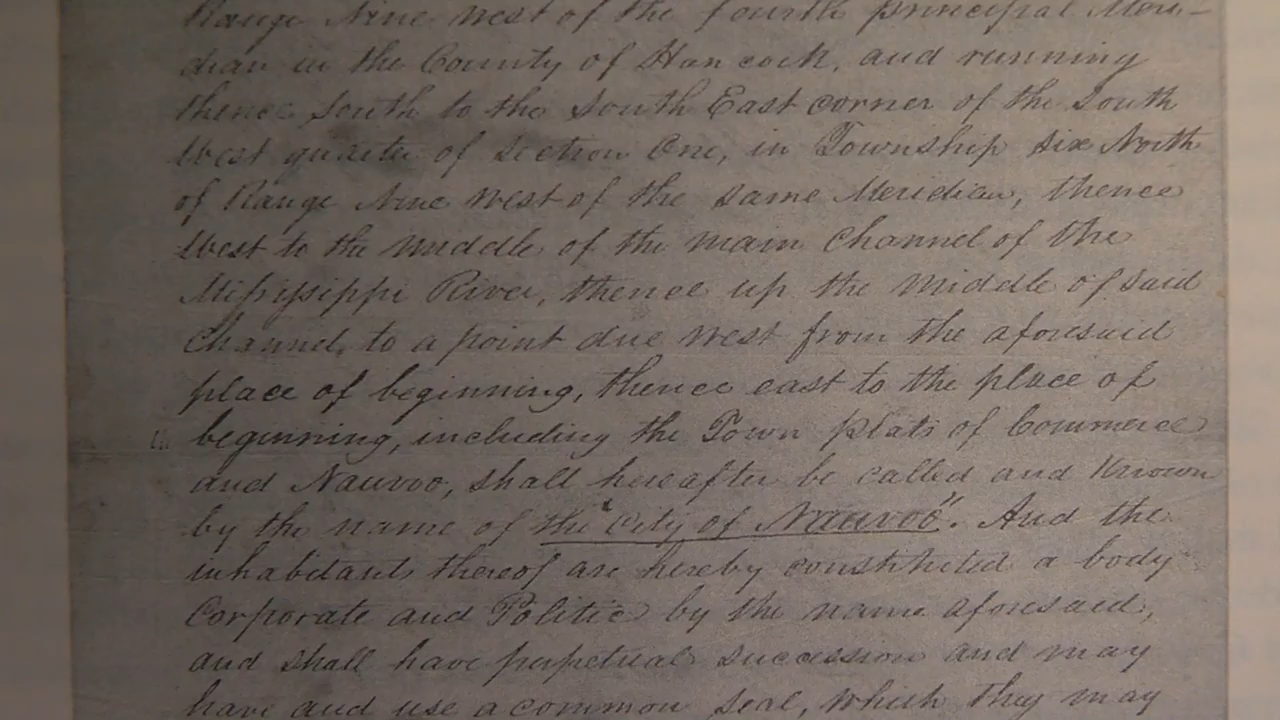 Range Nine West of the fourth principal Meri-
dian in the County of Hancock, and running
thence South to the South East corner of the South
West quarter of Section One, in Township six North
of Range Nine West of the same Meridian, thence
West to the middle of the main Channel of the
Missysippi River, thence up the Middle of said
Channel, to a point due West from the aforesaid
place of beginning, thence east to the place of
beginning, including the Town plats of Commerce
and Nauvoo, shall hereafter be called and known
by the name of the "City of Nauvoo". And the
inhabitants thereof are hereby constituted a body
Corporate and Politic by the name aforesaid,
and shall have perpetual succession and may
have and use a common seal, which they may